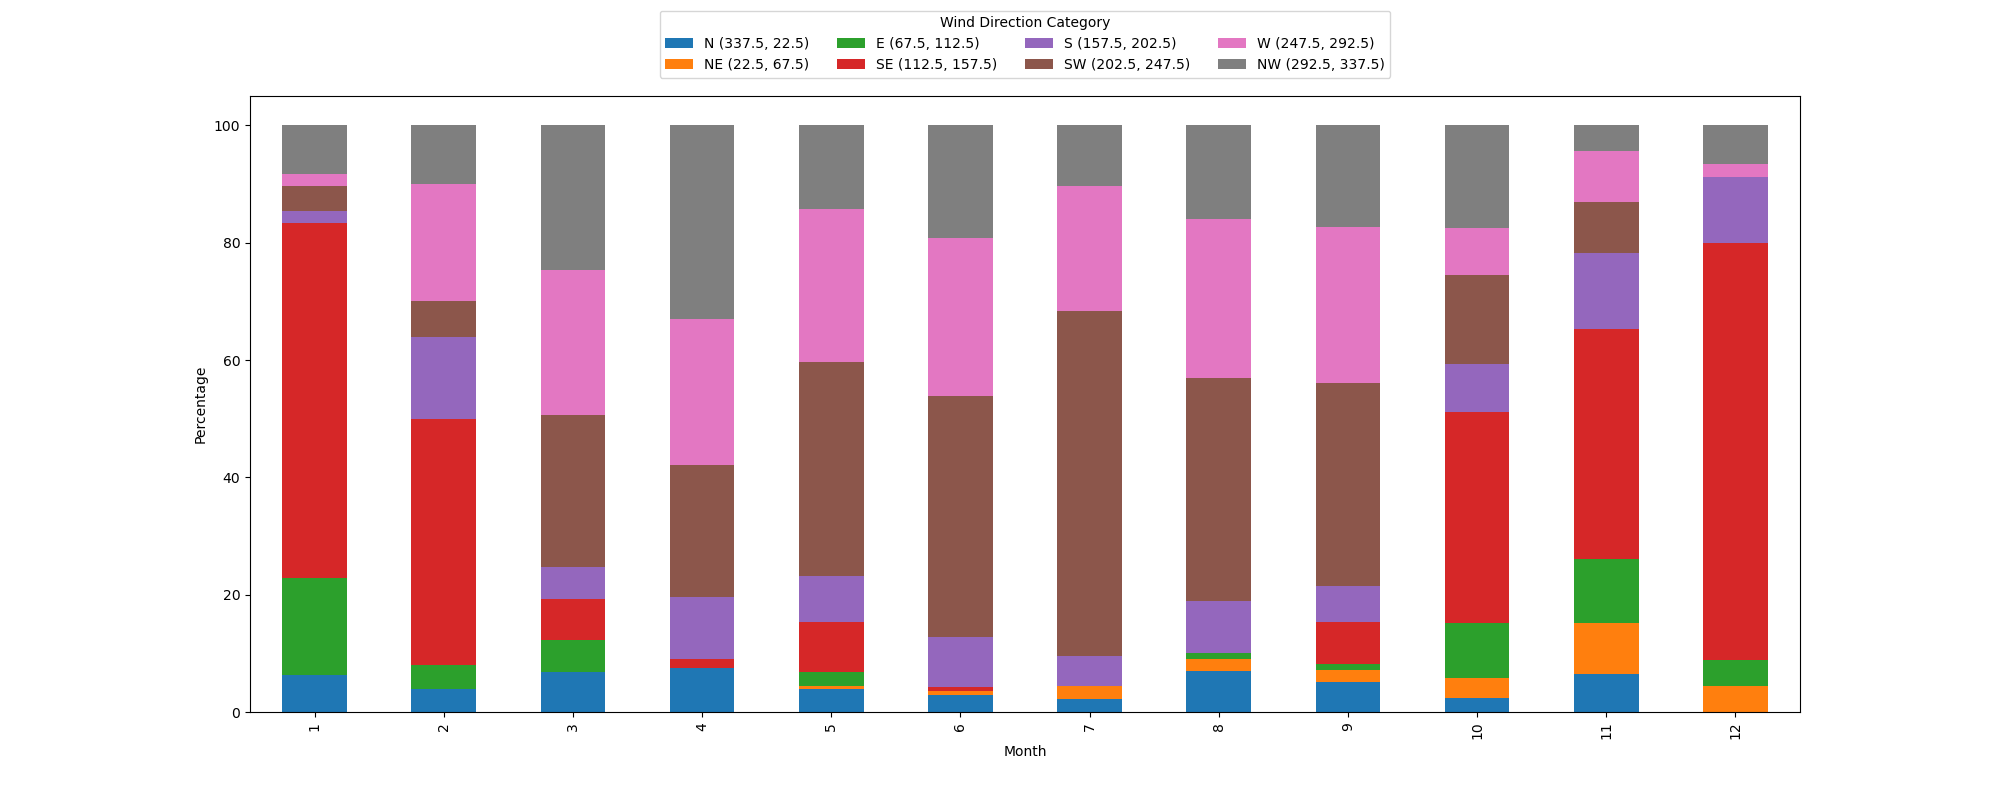 Wind Direction Category
N (337.5, 22.5) E (67.5, 112.5) S (157.5, 202.5) W (247.5, 292.5)
NE (22.5, 67.5) SE (112.5, 157.5) SW (202.5, 247.5) NW (292.5, 337.5)
100
80
60
40
20
0
Percentage
1 2 3 4 5 6 7 8 9 10 11 12
Month